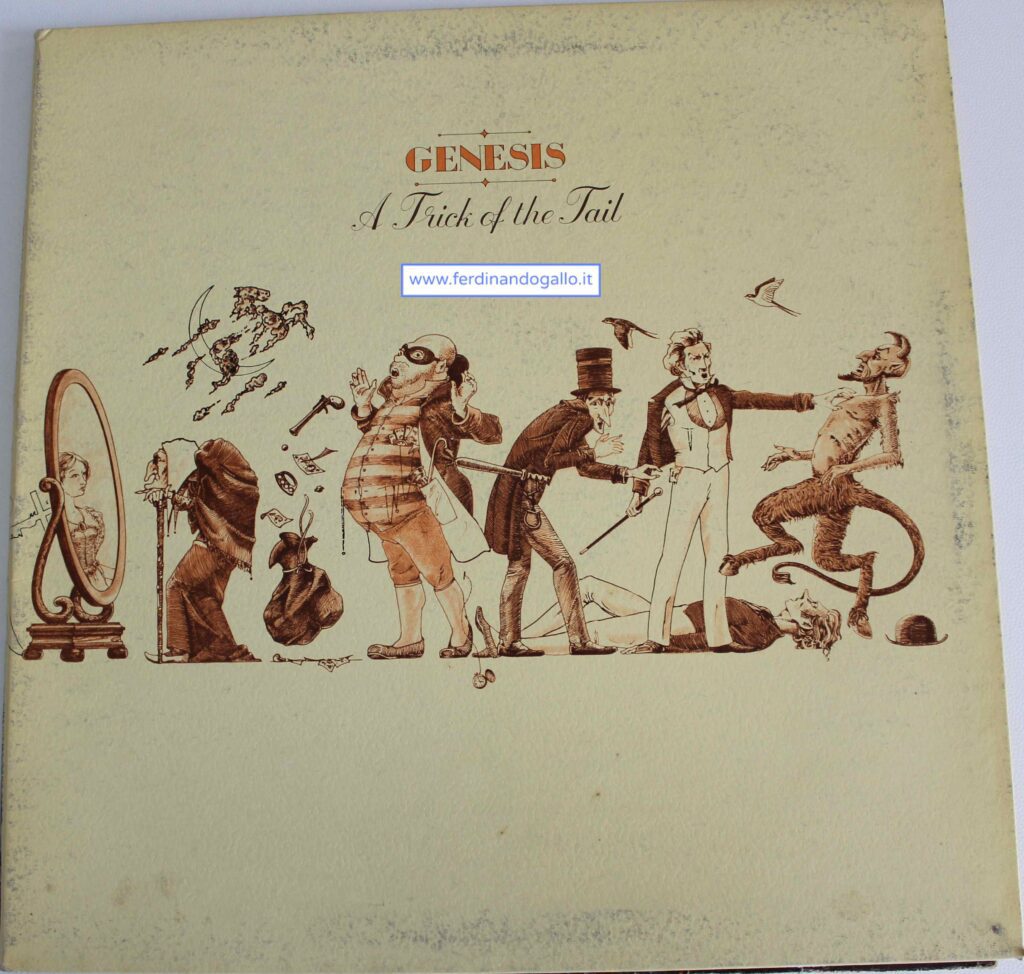 GENESIS
A Trick of the Tail
www.ferdinandogallo.it